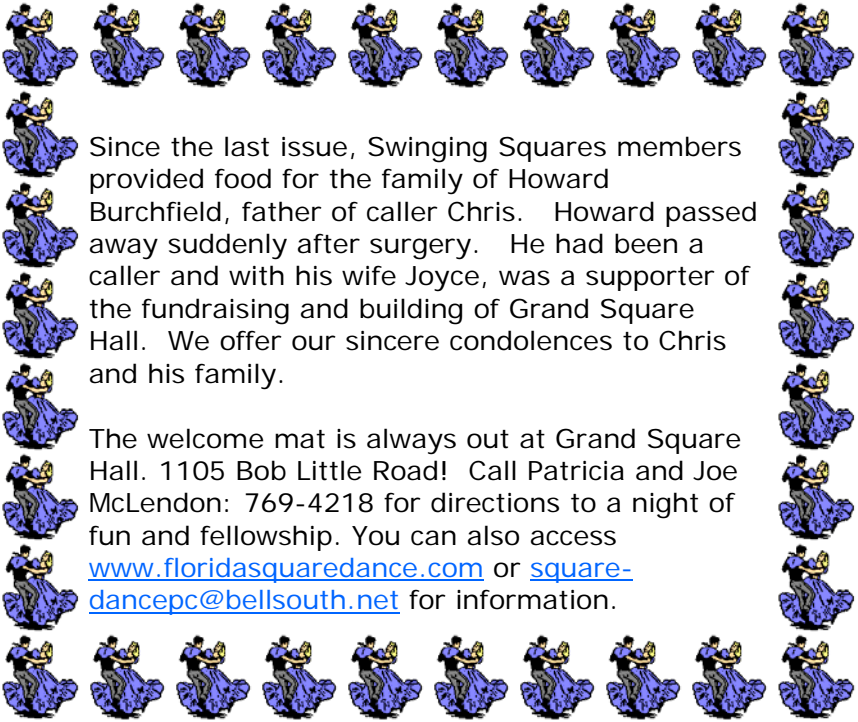 Since the last issue, Swinging Squares members
provided food for the family of Howard
Burchfield, father of caller Chris.   Howard passed
away suddenly after surgery.   He had been a
caller and with his wife Joyce, was a supporter of
the fundraising and building of Grand Square
Hall.  We offer our sincere condolences to Chris
and his family.

The welcome mat is always out at Grand Square
Hall. 1105 Bob Little Road!  Call Patricia and Joe
McLendon: 769-4218 for directions to a night of
fun and fellowship. You can also access
www.floridasquaredance.com or square-
dancepc@bellsouth.net for information.